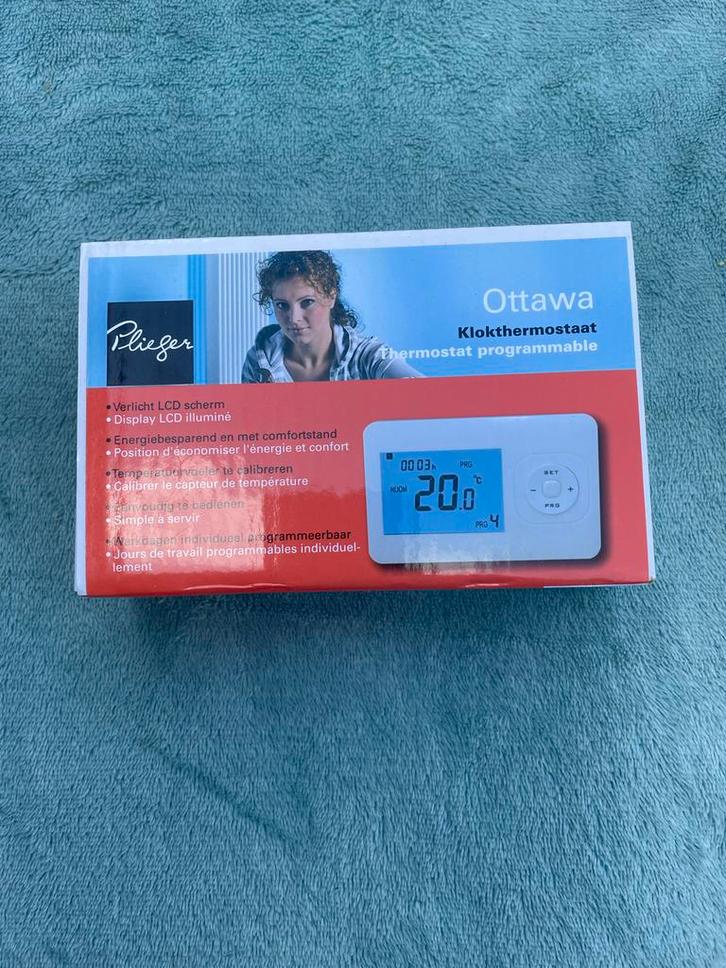 Plieger
Ottawa
Klokthermostaat
Thermostat programmable
• Verlicht LCD scherm
• Display LCD illuminé
• Energiebesparend en met comfortstand
• Position d'économiser l'énergie et confort
• Temperatuurvoeler te calibreren
• Calibrer le capteur de température
• Eenvoudig te bedienen
• Simple a servir
• Werkdagen individueel programmeerbaar
• Jours de travail programmables individuel-
lement
00:03h PRG
ROOM 20.0 °C
PRG 4
SET
- +
PRG